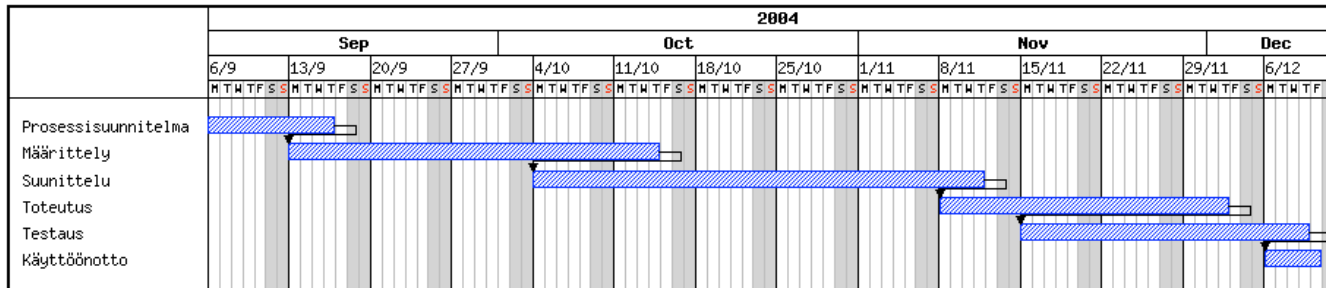 2004
Sep Oct Nov Dec
6/9 13/9 20/9 27/9 4/10 11/10 18/10 25/10 1/11 8/11 15/11 22/11 29/11 6/12
M T W T F S S M T W T F S S M T W T F S S M T W T F S S M T W T F S S M T W T F S S M T W T F S S M T W T F S S M T W T F S S M T W T F S S M T W T F S S M T W T F S S M T W T F S S M T W T F
Prosessisuunnitelma
Määrittely
Suunittelu
Toteutus
Testaus
Käyttöönotto